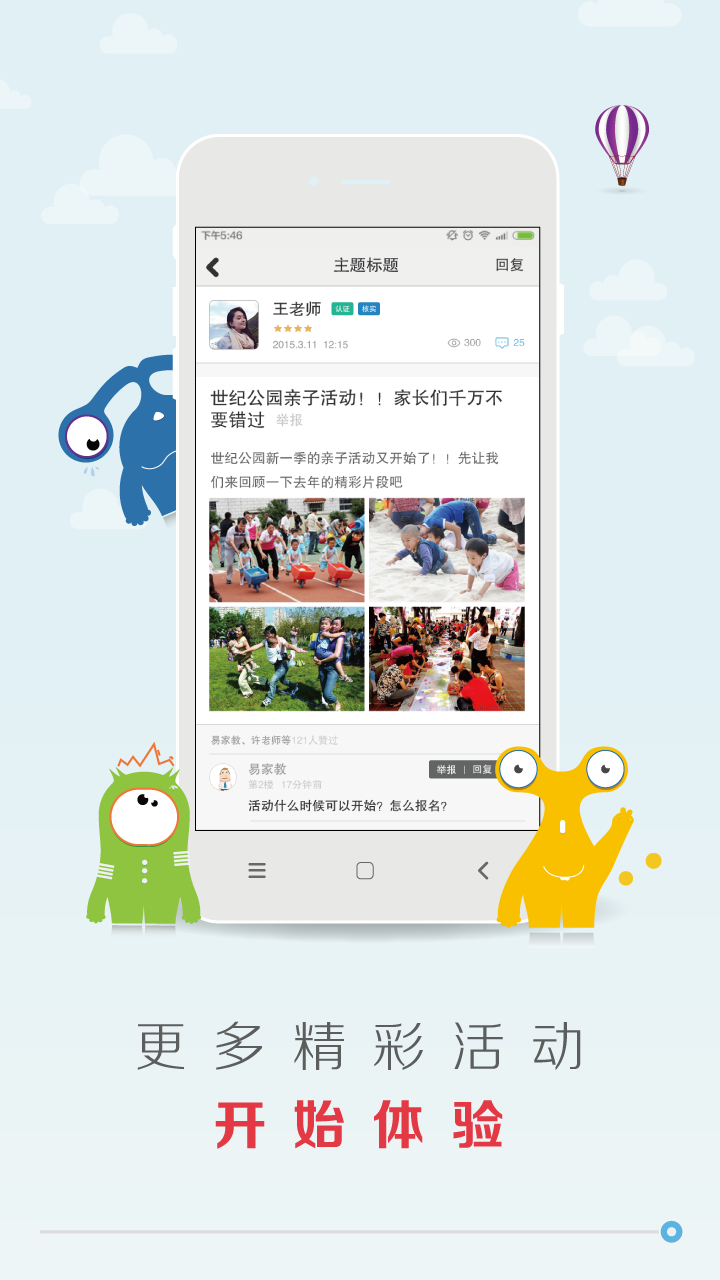 下午5:46
主题标题 回复
王老师 认证 核实
2015.3.11 12:15 300 25
世纪公园亲子活动！！家长们千万不
要错过 举报
世纪公园新一季的亲子活动又开始了！！先让我
们来回顾一下去年的精彩片段吧
易家教、许老师等121人赞过
易家教 举报 | 回复
第2楼 17分钟前
活动什么时候可以开始？怎么报名？
更多精彩活动
开始体验